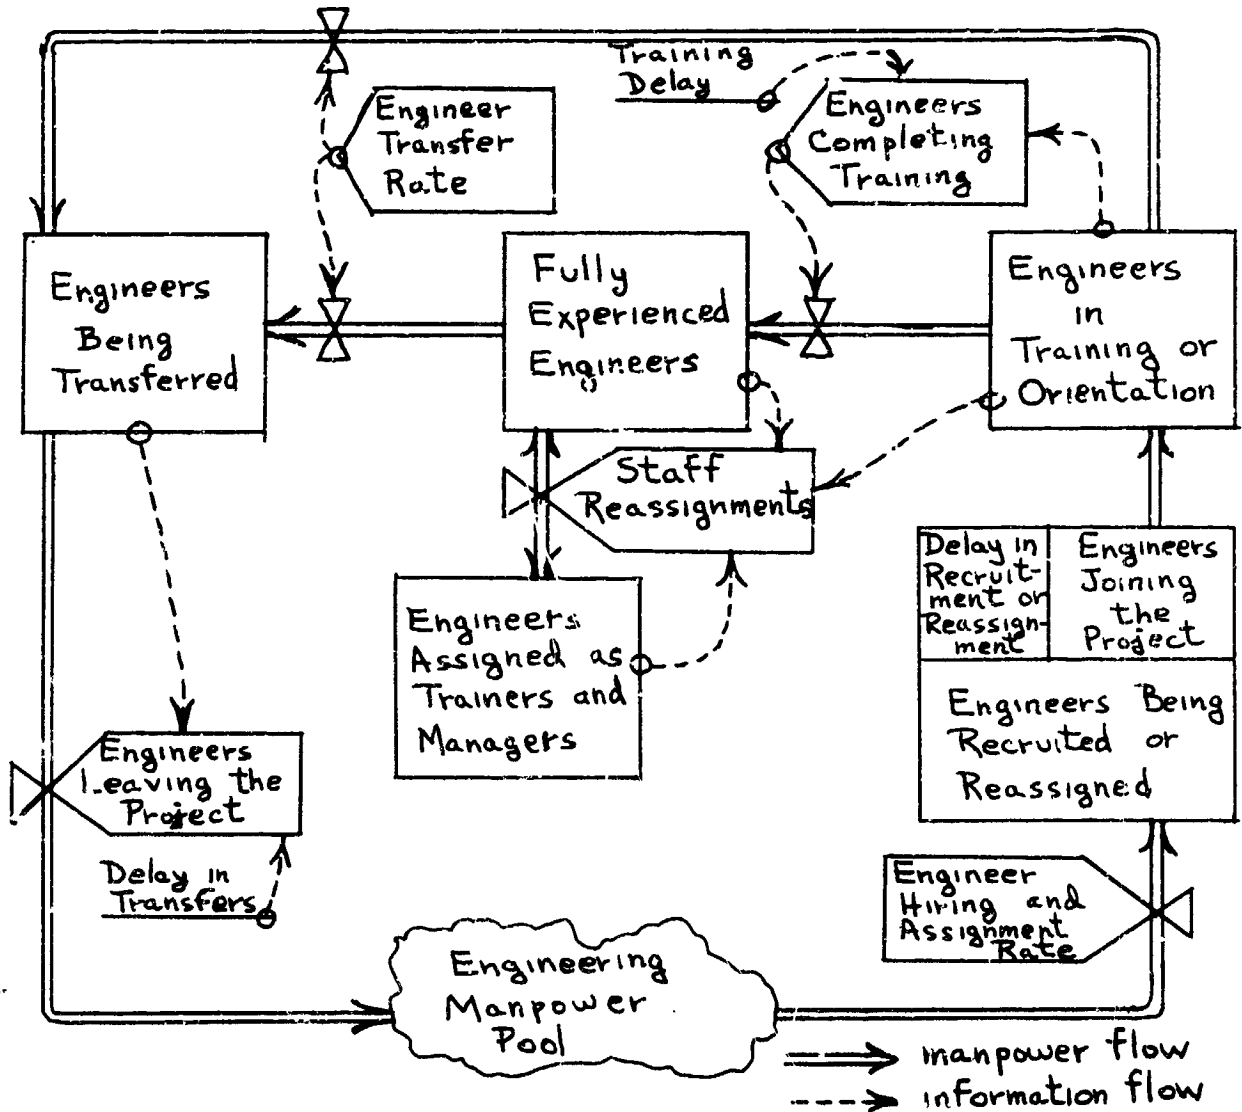 Training
Delay
Engineer
Transfer
Rate
Engineers
Completing
Training
Engineers
Being
Transferred
Fully
Experienced
Engineers
Engineers
in
Training or
Orientation
Staff
Reassignments
Delay in
Recruit-
ment or
Reassign-
ment
Engineers
Joining
the
Project
Engineers
Assigned as
Trainers and
Managers
Engineers Being
Recruited or
Reassigned
Engineers
Leaving the
Project
Delay in
Transfers
Engineer
Hiring and
Assignment
Rate
Engineering
Manpower
Pool
manpower flow
information flow